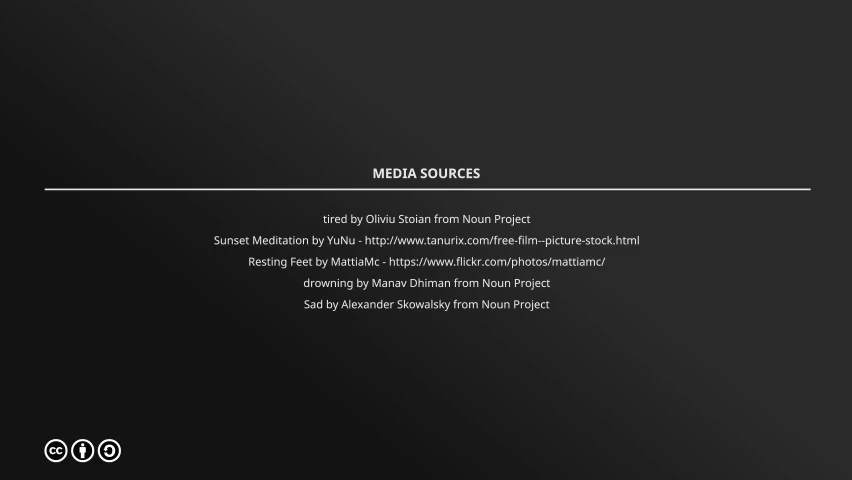 MEDIA SOURCES
tired by Oliviu Stoian from Noun Project
Sunset Meditation by YuNu - http://www.tanurix.com/free-film--picture-stock.html
Resting Feet by MattiaMc - https://www.flickr.com/photos/mattiamc/
drowning by Manav Dhiman from Noun Project
Sad by Alexander Skowalsky from Noun Project
cc